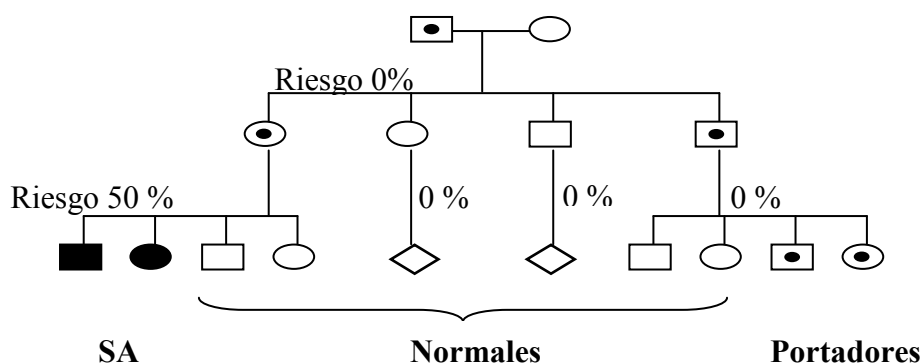 Riesgo 0%
Riesgo 50 %
0 %
0 %
0 %
SA
Normales
Portadores